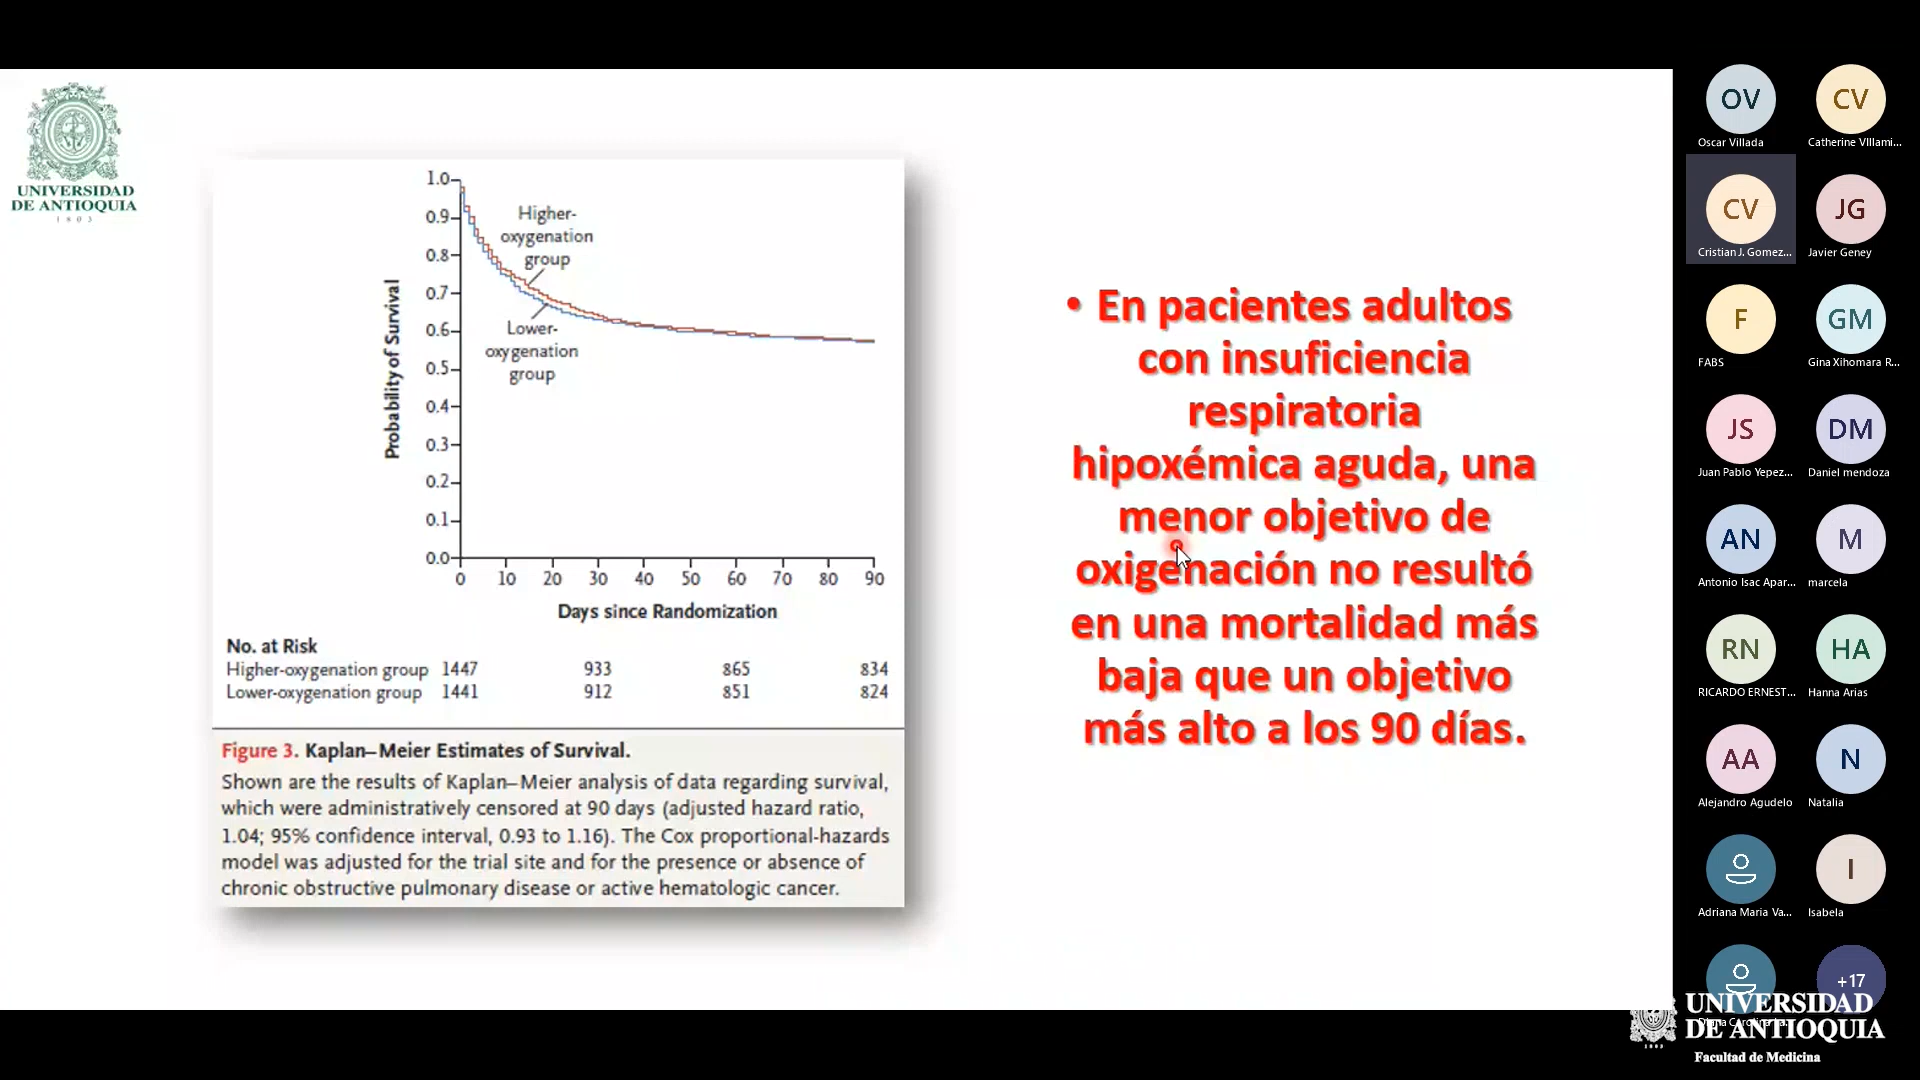 UNIVERSIDAD
DE ANTIOQUIA
1803
1.0
0.9
0.8
0.7
0.6
0.5
0.4
0.3
0.2
0.1
0.0
Probability of Survival
Higher-
oxygenation
group
Lower-
oxygenation
group
0 10 20 30 40 50 60 70 80 90
Days since Randomization
No. at Risk
Higher-oxygenation group 1447 933 865 834
Lower-oxygenation group 1441 912 851 824
Figure 3. Kaplan–Meier Estimates of Survival.
Shown are the results of Kaplan–Meier analysis of data regarding survival,
which were administratively censored at 90 days (adjusted hazard ratio,
1.04; 95% confidence interval, 0.93 to 1.16). The Cox proportional-hazards
model was adjusted for the trial site and for the presence or absence of
chronic obstructive pulmonary disease or active hematologic cancer.
• En pacientes adultos
con insuficiencia
respiratoria
hipoxémica aguda, una
menor objetivo de
oxigenación no resultó
en una mortalidad más
baja que un objetivo
más alto a los 90 días.
OV CV
Oscar Villada Catherine VIllami...
CV JG
Cristian J. Gomez... Javier Geney
F GM
FABS Gina Xihomara R...
JS DM
Juan Pablo Yepez... Daniel mendoza
AN M
Antonio Isac Apar... marcela
RN HA
RICARDO ERNEST... Hanna Arias
AA N
Alejandro Agudelo Natalia
I
Adriana Maria Va... Isabela
+17
UNIVERSIDAD
DE ANTIOQUIA
1803
Facultad de Medicina